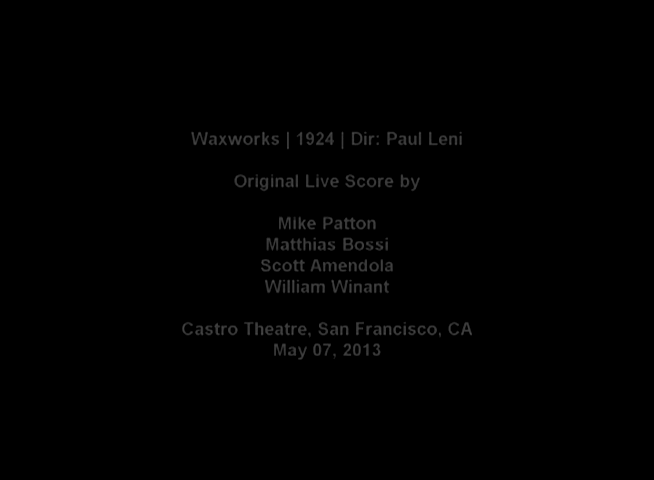 Waxworks | 1924 | Dir: Paul Leni
Original Live Score by
Mike Patton
Matthias Bossi
Scott Amendola
William Winant
Castro Theatre, San Francisco, CA
May 07, 2013